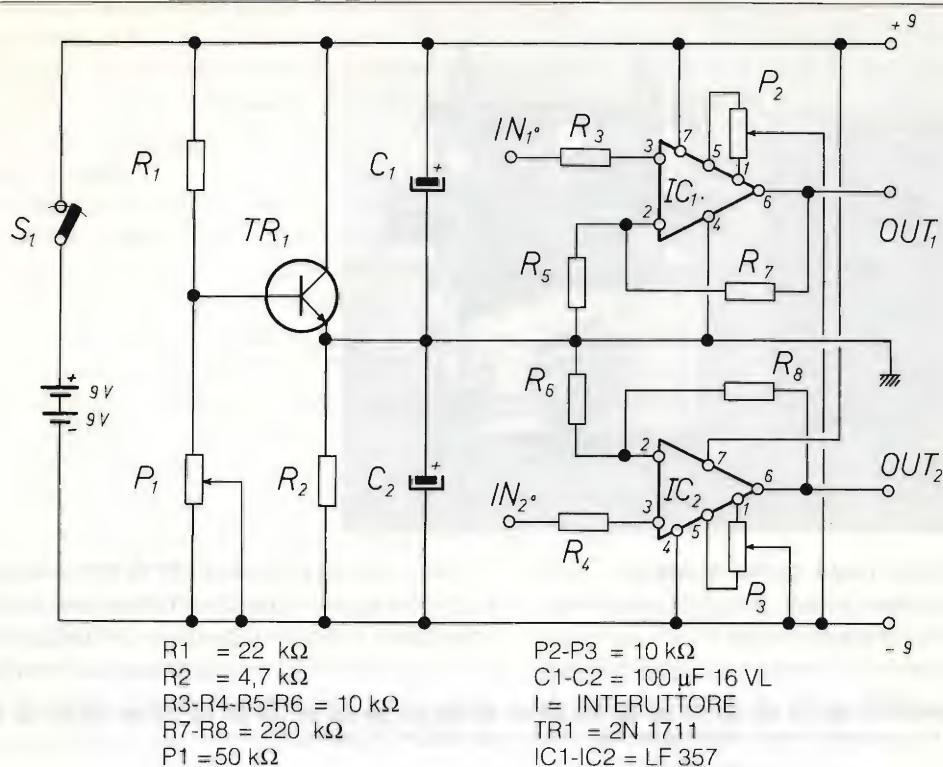 + 9
R1
S1
+ 9 V
9 V
-
P1
TR1
R2
C1
+
C2
+
IN1°
R3
3
2
7
5
1
IC1.
4
6
P2
OUT1
R5
R7
R6
R8
IN2°
R4
2
3
7
IC2
4
5
1
6
P3
OUT2
- 9
R1 = 22 kΩ
R2 = 4,7 kΩ
R3-R4-R5-R6 = 10 kΩ
R7-R8 = 220 kΩ
P1 = 50 kΩ
P2-P3 = 10 kΩ
C1-C2 = 100 µF 16 VL
I = INTERUTTORE
TR1 = 2N 1711
IC1-IC2 = LF 357